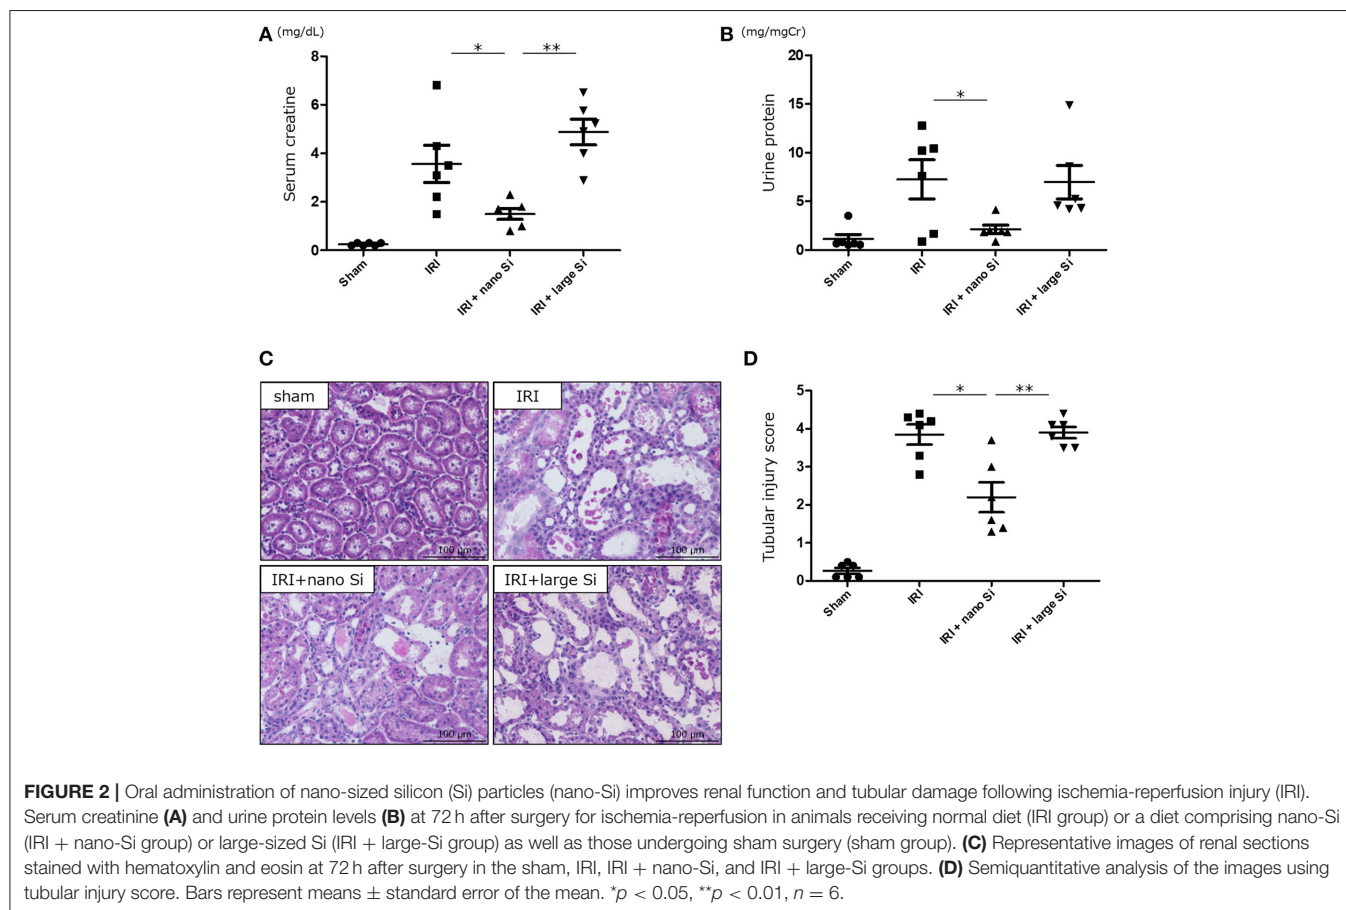 A (mg/dL)
* **
8
6
4
2
0
Serum creatine
Sham
IRI
IRI + nano Si
IRI + large Si
B (mg/mgCr)
*
20
15
10
5
0
Urine protein
Sham
IRI
IRI + nano Si
IRI + large Si
C
sham
100 μm
IRI
100 μm
IRI+nano Si
100 μm
IRI+large Si
100 μm
D
* **
5
4
3
2
1
0
Tubular injury score
Sham
IRI
IRI + nano Si
IRI + large Si
FIGURE 2 | Oral administration of nano-sized silicon (Si) particles (nano-Si) improves renal function and tubular damage following ischemia-reperfusion injury (IRI).
Serum creatinine (A) and urine protein levels (B) at 72 h after surgery for ischemia-reperfusion in animals receiving normal diet (IRI group) or a diet comprising nano-Si
(IRI + nano-Si group) or large-sized Si (IRI + large-Si group) as well as those undergoing sham surgery (sham group). (C) Representative images of renal sections
stained with hematoxylin and eosin at 72 h after surgery in the sham, IRI, IRI + nano-Si, and IRI + large-Si groups. (D) Semiquantitative analysis of the images using
tubular injury score. Bars represent means ± standard error of the mean. *p < 0.05, **p < 0.01, n = 6.